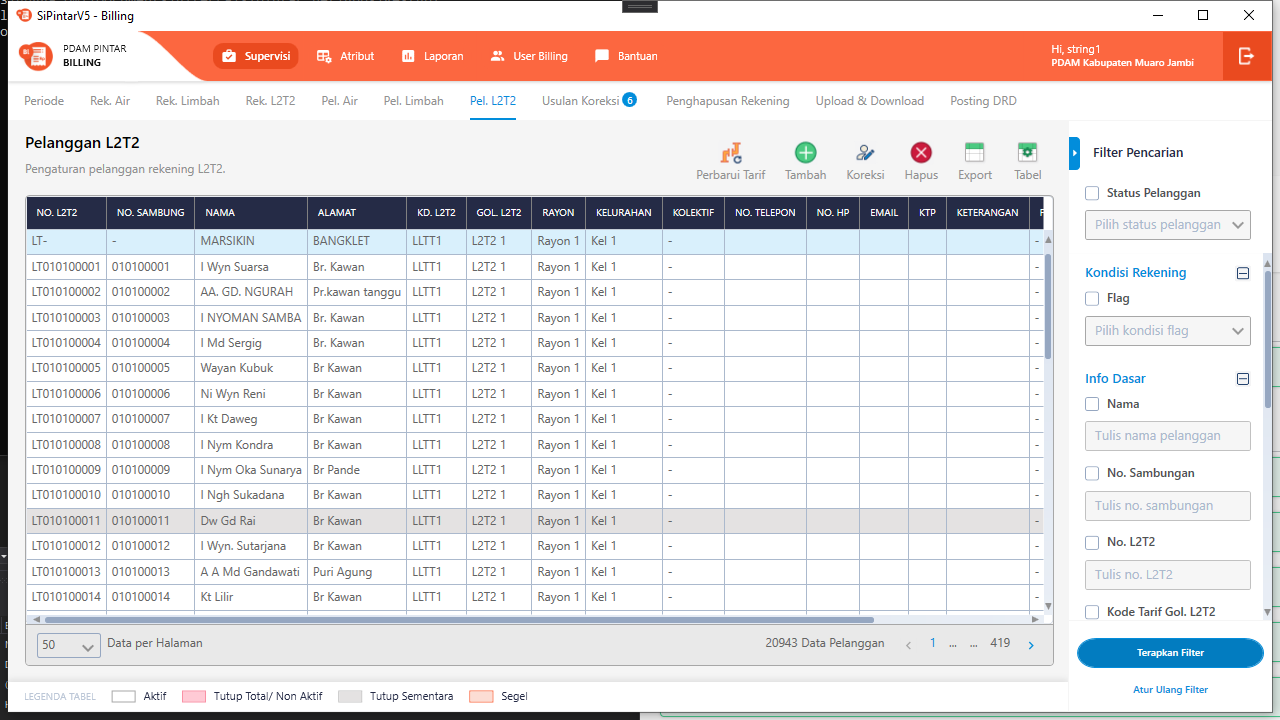 SiPintarV5 - Billing
PDAM PINTAR
BILLING
Supervisi
Atribut
Laporan
User Billing
Bantuan
Hi, string1
PDAM Kabupaten Muaro Jambi
Periode
Rek. Air
Rek. Limbah
Rek. L2T2
Pel. Air
Pel. Limbah
Pel. L2T2
Usulan Koreksi 6
Penghapusan Rekening
Upload & Download
Posting DRD
Pelanggan L2T2
Pengaturan pelanggan rekening L2T2.
Perbarui Tarif
Tambah
Koreksi
Hapus
Export
Tabel
NO. L2T2 NO. SAMBUNG NAMA ALAMAT KD. L2T2 GOL. L2T2 RAYON KELURAHAN KOLEKTIF NO. TELEPON NO. HP EMAIL KTP KETERANGAN
LT- - MARSIKIN BANGKLET LLTT1 L2T2 1 Rayon 1 Kel 1 - -
LT010100001 010100001 I Wyn Suarsa Br. Kawan LLTT1 L2T2 1 Rayon 1 Kel 1 - -
LT010100002 010100002 AA. GD. NGURAH Pr.kawan tanggu LLTT1 L2T2 1 Rayon 1 Kel 1 - -
LT010100003 010100003 I NYOMAN SAMBA Br. Kawan LLTT1 L2T2 1 Rayon 1 Kel 1 - -
LT010100004 010100004 I Md Sergig Br. Kawan LLTT1 L2T2 1 Rayon 1 Kel 1 - -
LT010100005 010100005 Wayan Kubuk Br Kawan LLTT1 L2T2 1 Rayon 1 Kel 1 - -
LT010100006 010100006 Ni Wyn Reni Br Kawan LLTT1 L2T2 1 Rayon 1 Kel 1 - -
LT010100007 010100007 I Kt Daweg Br Kawan LLTT1 L2T2 1 Rayon 1 Kel 1 - -
LT010100008 010100008 I Nym Kondra Br Kawan LLTT1 L2T2 1 Rayon 1 Kel 1 - -
LT010100009 010100009 I Nym Oka Sunarya Br Pande LLTT1 L2T2 1 Rayon 1 Kel 1 - -
LT010100010 010100010 I Ngh Sukadana Br Kawan LLTT1 L2T2 1 Rayon 1 Kel 1 - -
LT010100011 010100011 Dw Gd Rai Br Kawan LLTT1 L2T2 1 Rayon 1 Kel 1 - -
LT010100012 010100012 I Wyn. Sutarjana Br Kawan LLTT1 L2T2 1 Rayon 1 Kel 1 - -
LT010100013 010100013 A A Md Gandawati Puri Agung LLTT1 L2T2 1 Rayon 1 Kel 1 - -
LT010100014 010100014 Kt Lilir Br Kawan LLTT1 L2T2 1 Rayon 1 Kel 1 - -
50 Data per Halaman
20943 Data Pelanggan
1 ... ... 419
LEGENDA TABEL
Aktif
Tutup Total/ Non Aktif
Tutup Sementara
Segel
Filter Pencarian
Status Pelanggan
Pilih status pelanggan
Kondisi Rekening
Flag
Pilih kondisi flag
Info Dasar
Nama
Tulis nama pelanggan
No. Sambungan
Tulis no. sambungan
No. L2T2
Tulis no. L2T2
Kode Tarif Gol. L2T2
Terapkan Filter
Atur Ulang Filter